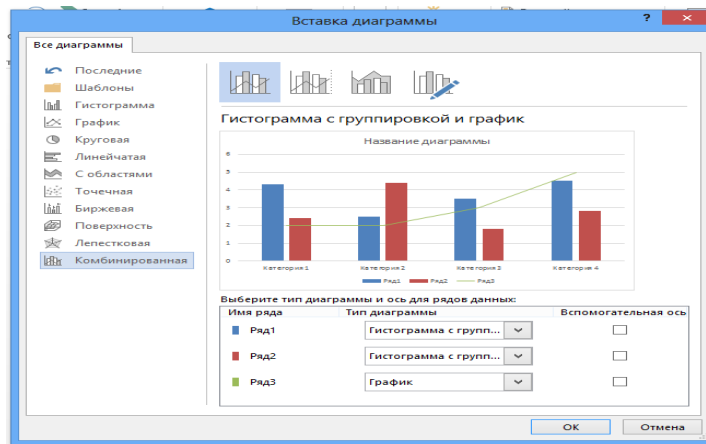 Вставка диаграммы
? ×
Все диаграммы
Последние
Шаблоны
Гистограмма
График
Круговая
Линейчатая
С областями
Точечная
Биржевая
Поверхность
Лепестковая
Комбинированная
Гистограмма с группировкой и график
Название диаграммы
6
5
4
3
2
1
0
Категория 1 Категория 2 Категория 3 Категория 4
Ряд1 Ряд2 Ряд3
Выберите тип диаграммы и ось для рядов данных:
Имя ряда Тип диаграммы Вспомогательная ось
Ряд1 Гистограмма с групп...
Ряд2 Гистограмма с групп...
Ряд3 График
ОК Отмена